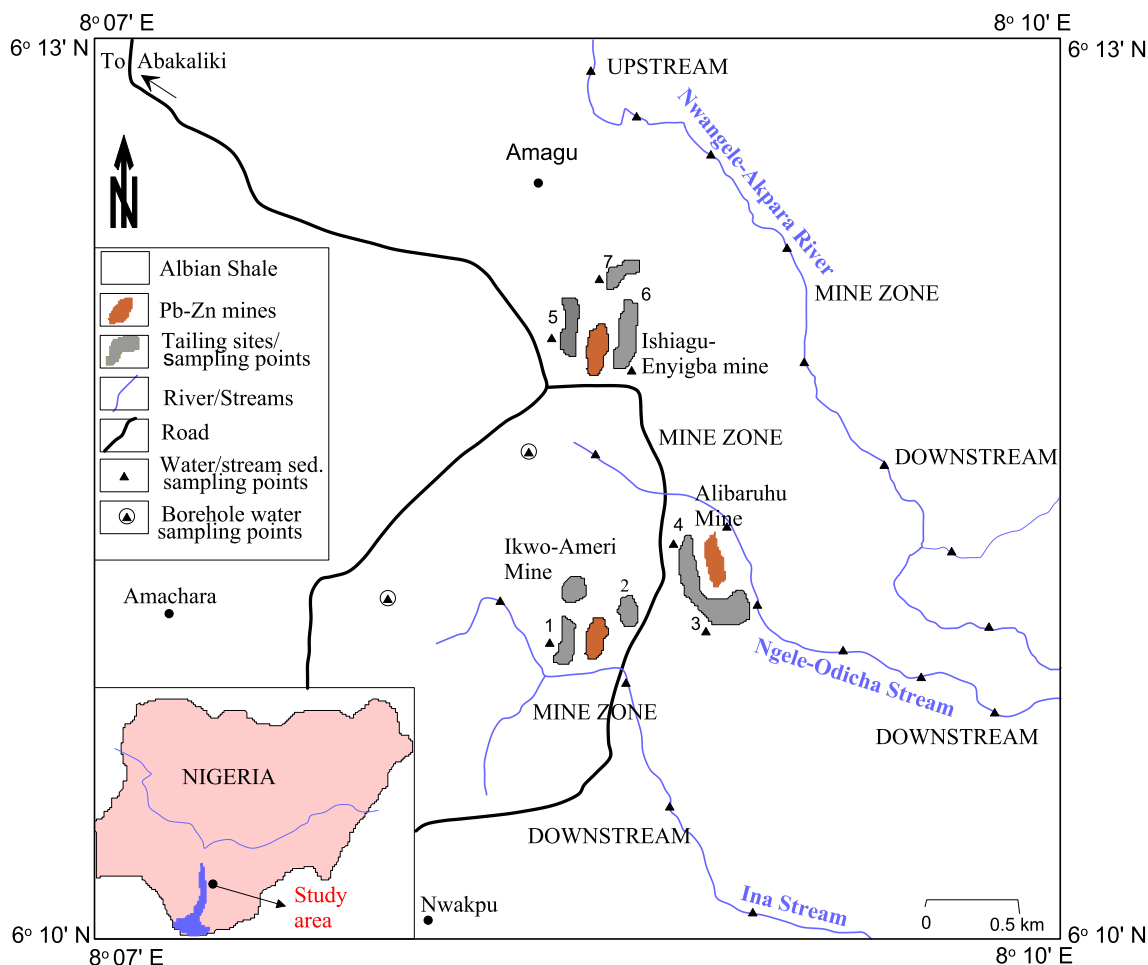 8° 07' E
8° 10' E
6° 13' N
6° 13' N
To Abakaliki
UPSTREAM
Nwangele-Akpara River
Amagu
N
Albian Shale
Pb-Zn mines
Tailing sites/
sampling points
River/Streams
Road
Water/stream sed.
sampling points
Borehole water
sampling points
7
6
5
MINE ZONE
Ishiagu-
Enyigba mine
MINE ZONE
DOWNSTREAM
Alibaruhu
Mine
4
Ikwo-Ameri
Mine
2
1
3
Amachara
Ngele-Odicha Stream
MINE ZONE
DOWNSTREAM
NIGERIA
DOWNSTREAM
Study
area
Nwakpu
Ina Stream
0
0.5 km
6° 10' N
6° 10' N
8° 07' E
8° 10' E